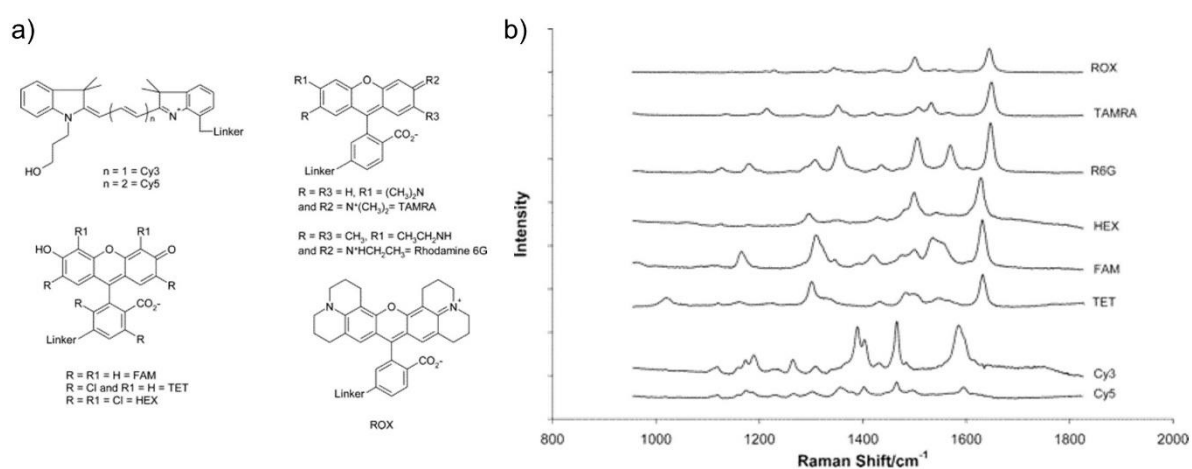 a)
N
N⁺
n
Linker
HO
n = 1 = Cy3
n = 2 = Cy5
R1
O
R2
R
R3
CO₂⁻
Linker
R = R3 = H, R1 = (CH₃)₂N
and R2 = N⁺(CH₃)₂= TAMRA
R = R3 = CH₃, R1 = CH₃CH₂NH
and R2 = N⁺HCH₂CH₃= Rhodamine 6G
R1
R1
HO
O
O
R
R
R
CO₂⁻
Linker
R
R = R1 = H = FAM
R = Cl and R1 = H = TET
R = R1 = Cl = HEX
N
O
N⁺
CO₂⁻
Linker
ROX
b)
Intensity
ROX
TAMRA
R6G
HEX
FAM
TET
Cy3
Cy5
800 1000 1200 1400 1600 1800 2000
Raman Shift/cm⁻¹